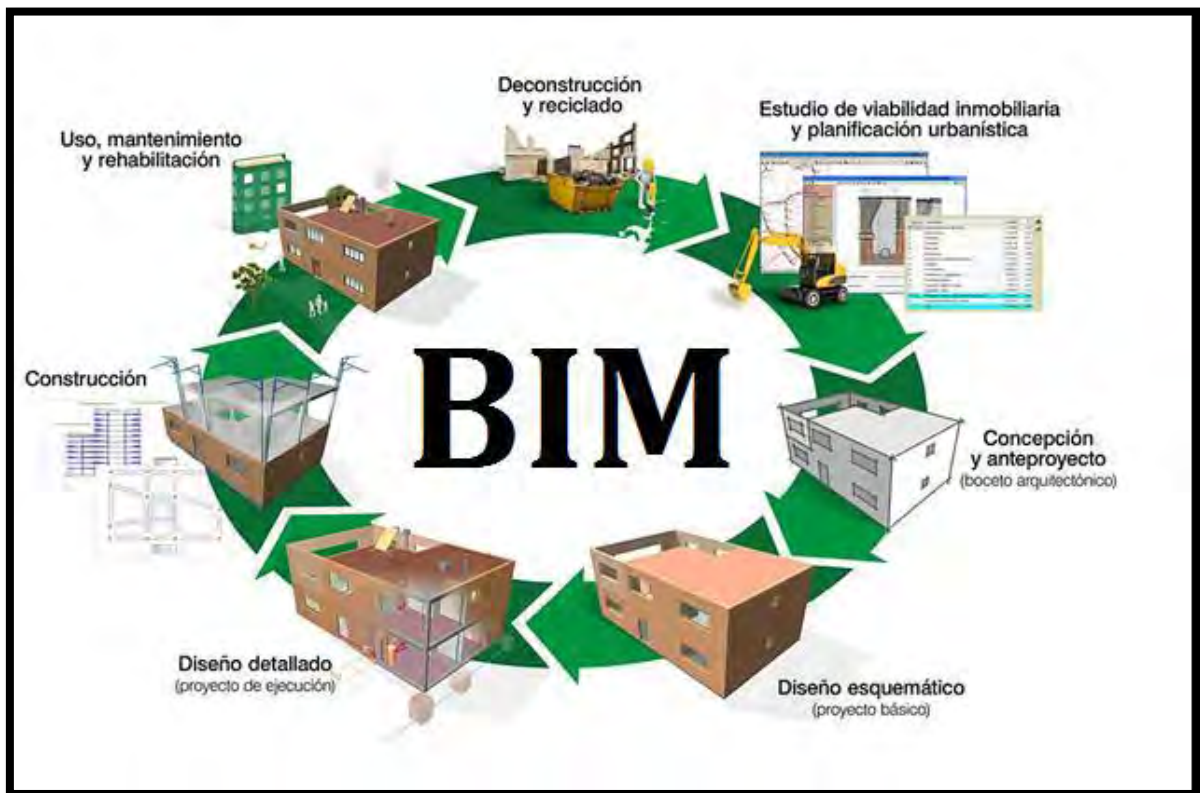 Deconstrucción
y reciclado
Estudio de viabilidad inmobiliaria
y planificación urbanística
Uso, mantenimiento
y rehabilitación
BIM
Construcción
Concepción
y anteproyecto
(boceto arquitectónico)
Diseño detallado
(proyecto de ejecución)
Diseño esquemático
(proyecto básico)